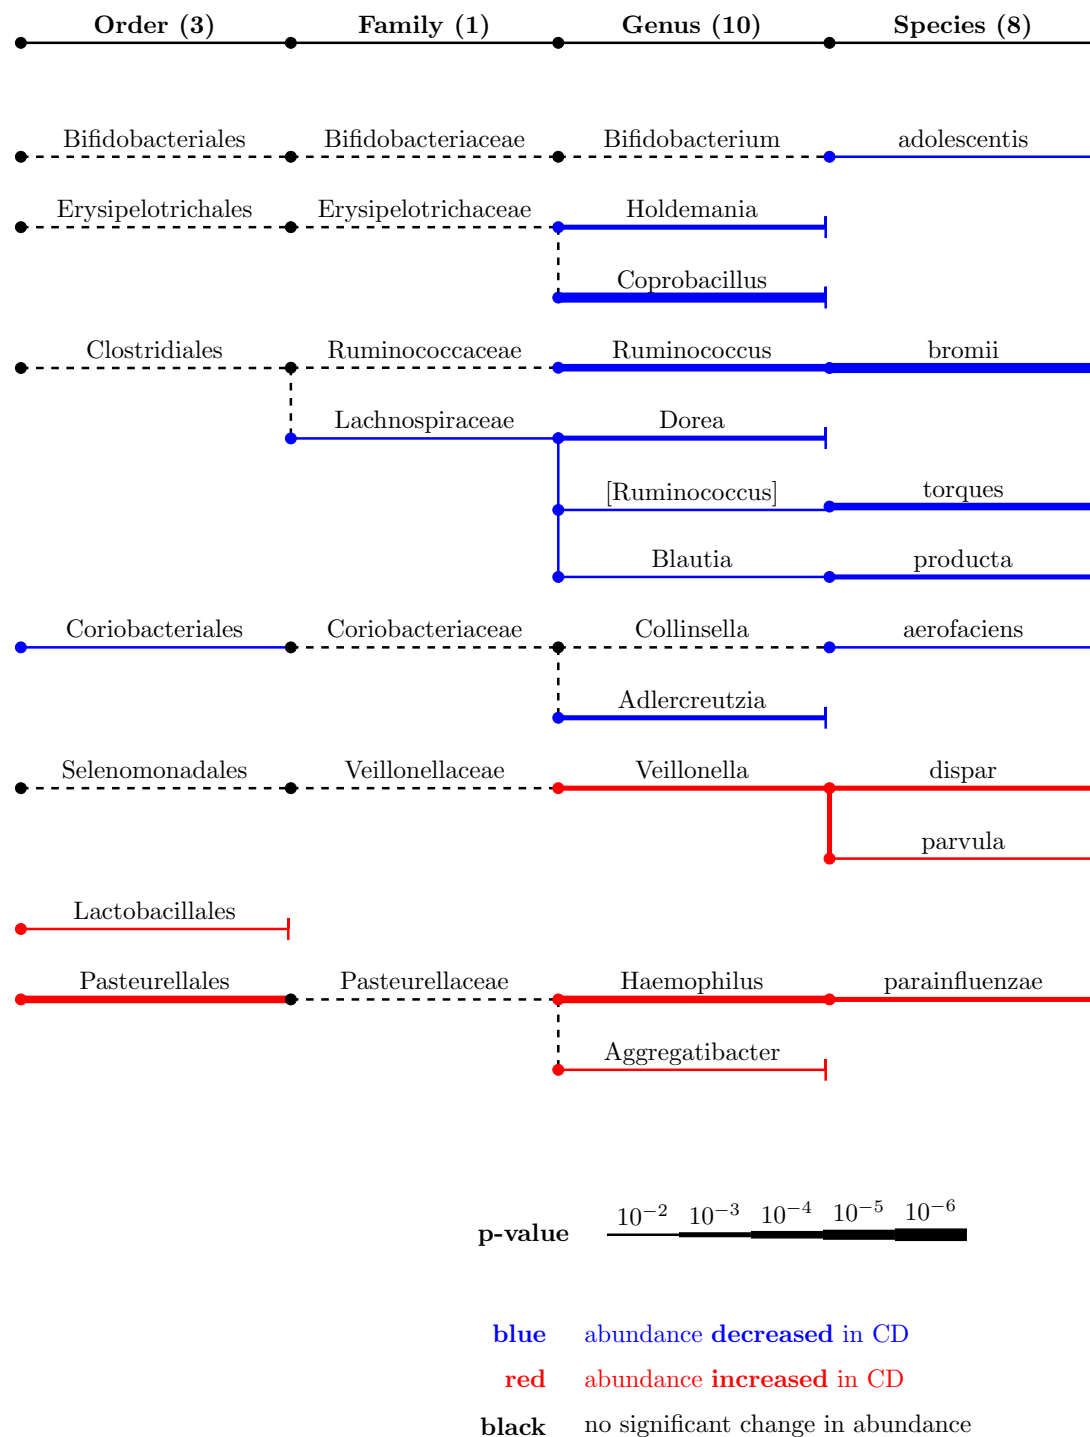 Order (3) Family (1) Genus (10) Species (8)
Bifidobacteriales Bifidobacteriaceae Bifidobacterium adolescentis
Erysipelotrichales Erysipelotrichaceae Holdemania
Coprobacillus
Clostridiales Ruminococcaceae Ruminococcus bromii
Lachnospiraceae Dorea
[Ruminococcus] torques
Blautia producta
Coriobacteriales Coriobacteriaceae Collinsella aerofaciens
Adlercreutzia
Selenomonadales Veillonellaceae Veillonella dispar
parvula
Lactobacillales
Pasteurellales Pasteurellaceae Haemophilus parainfluenzae
Aggregatibacter
p-value 10⁻² 10⁻³ 10⁻⁴ 10⁻⁵ 10⁻⁶
blue abundance decreased in CD
red abundance increased in CD
black no significant change in abundance